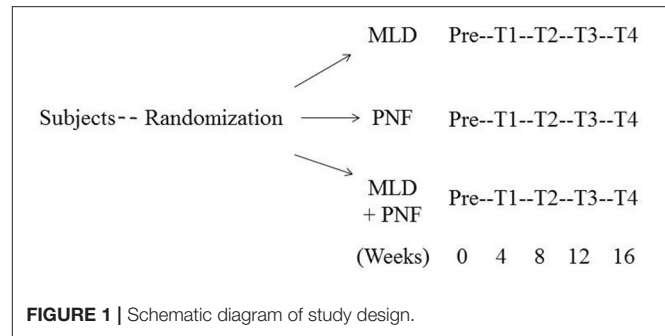 MLD Pre--T1--T2--T3--T4
Subjects-- Randomization PNF Pre--T1--T2--T3--T4
MLD
+ PNF Pre--T1--T2--T3--T4
(Weeks) 0 4 8 12 16
FIGURE 1 | Schematic diagram of study design.